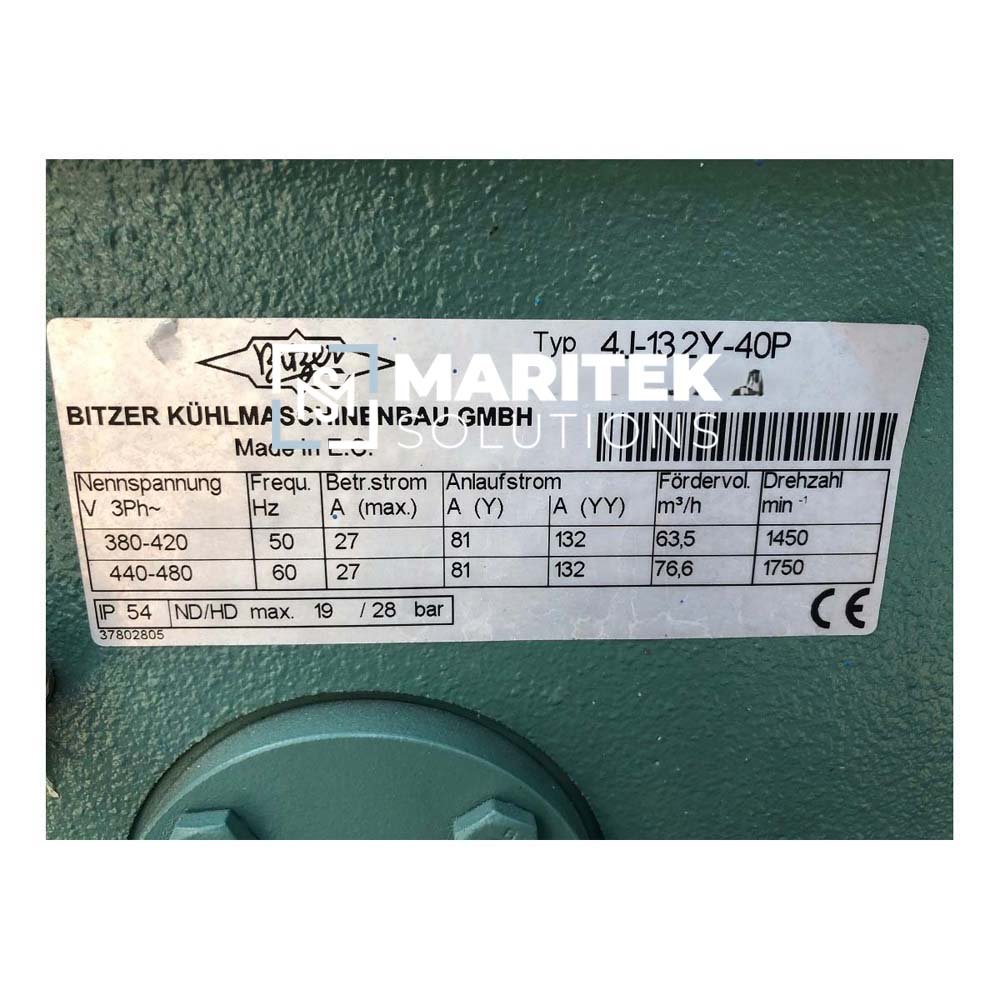 Bitzer
Typ 4J-13.2Y-40P
MARITEK
SOLUTIONS
BITZER KÜHLMASCHINENBAU GMBH
Made in E.C.
Nennspannung Frequ. Betr.strom Anlaufstrom Fördervol. Drehzahl
V 3Ph~ Hz A (max.) A (Y) A (YY) m³/h min -1
380-420 50 27 81 132 63,5 1450
440-480 60 27 81 132 76,6 1750
IP 54 ND/HD max. 19 / 28 bar
CE
37802805